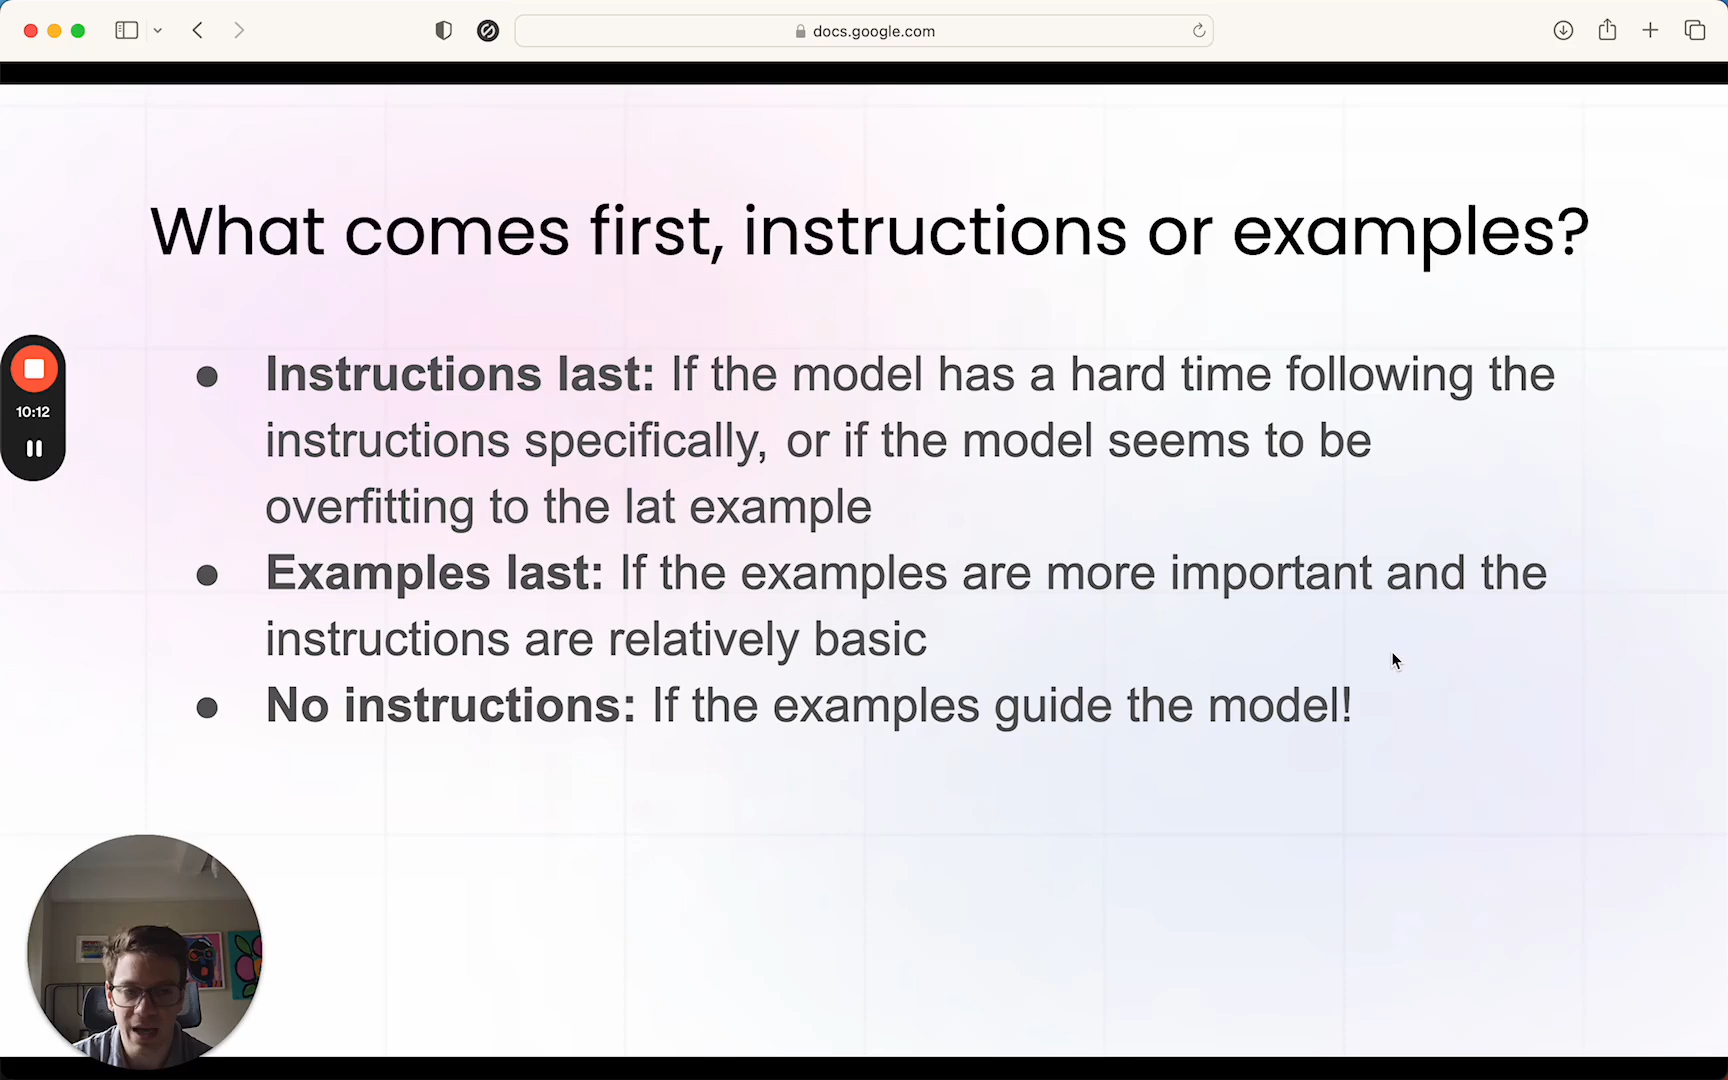 docs.google.com
What comes first, instructions or examples?
● Instructions last: If the model has a hard time following the
instructions specifically, or if the model seems to be
overfitting to the lat example
● Examples last: If the examples are more important and the
instructions are relatively basic
● No instructions: If the examples guide the model!
10:12